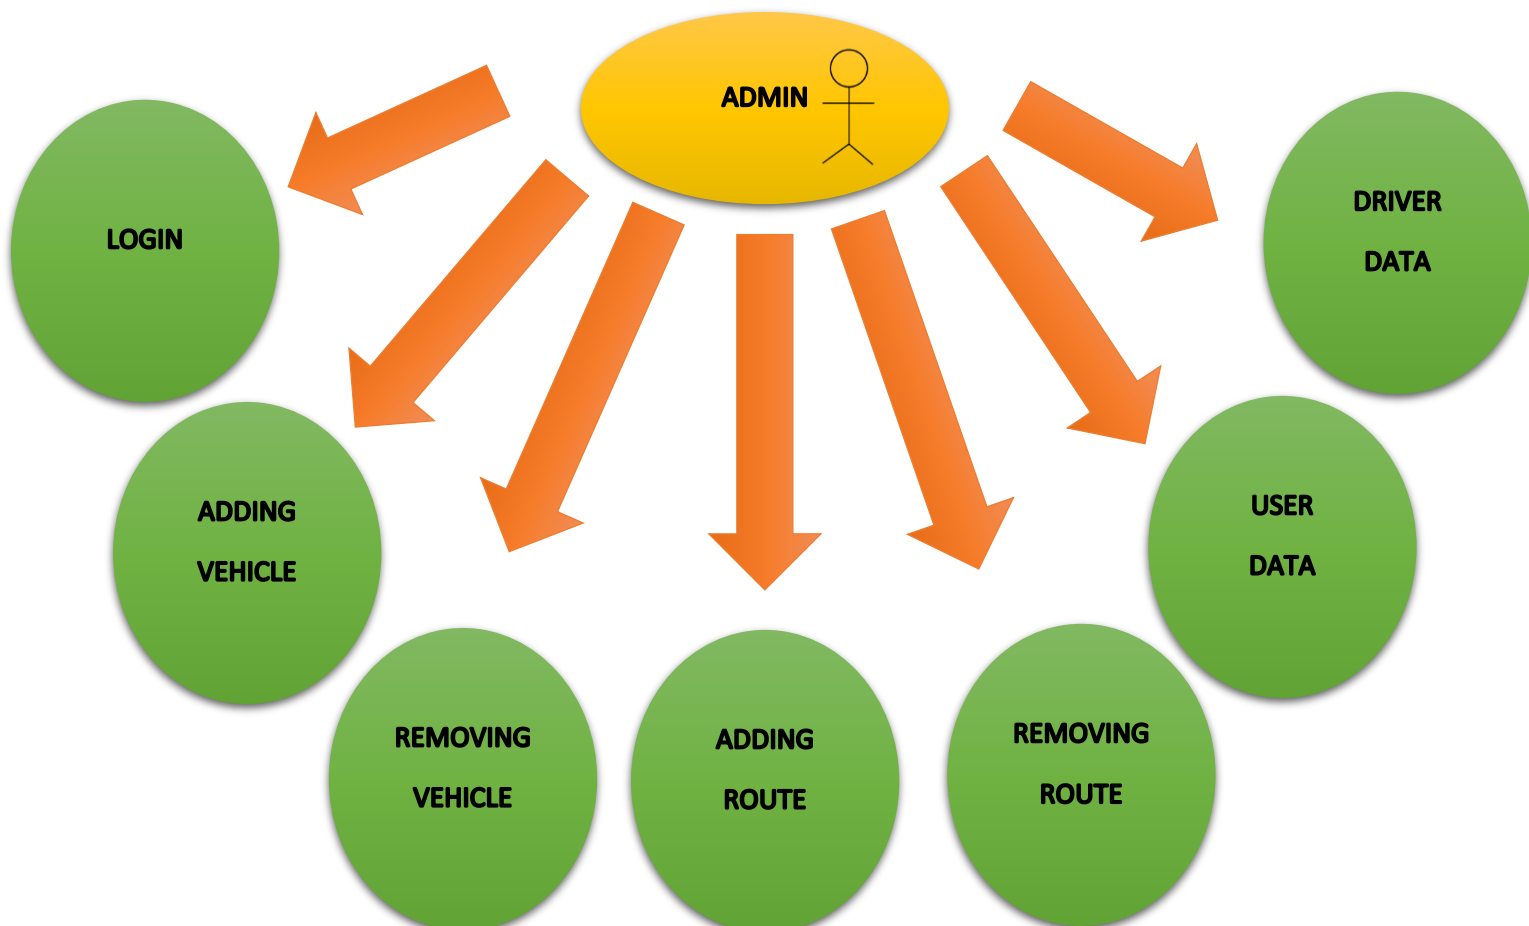 ADMIN
LOGIN
ADDING
VEHICLE
REMOVING
VEHICLE
ADDING
ROUTE
REMOVING
ROUTE
USER
DATA
DRIVER
DATA